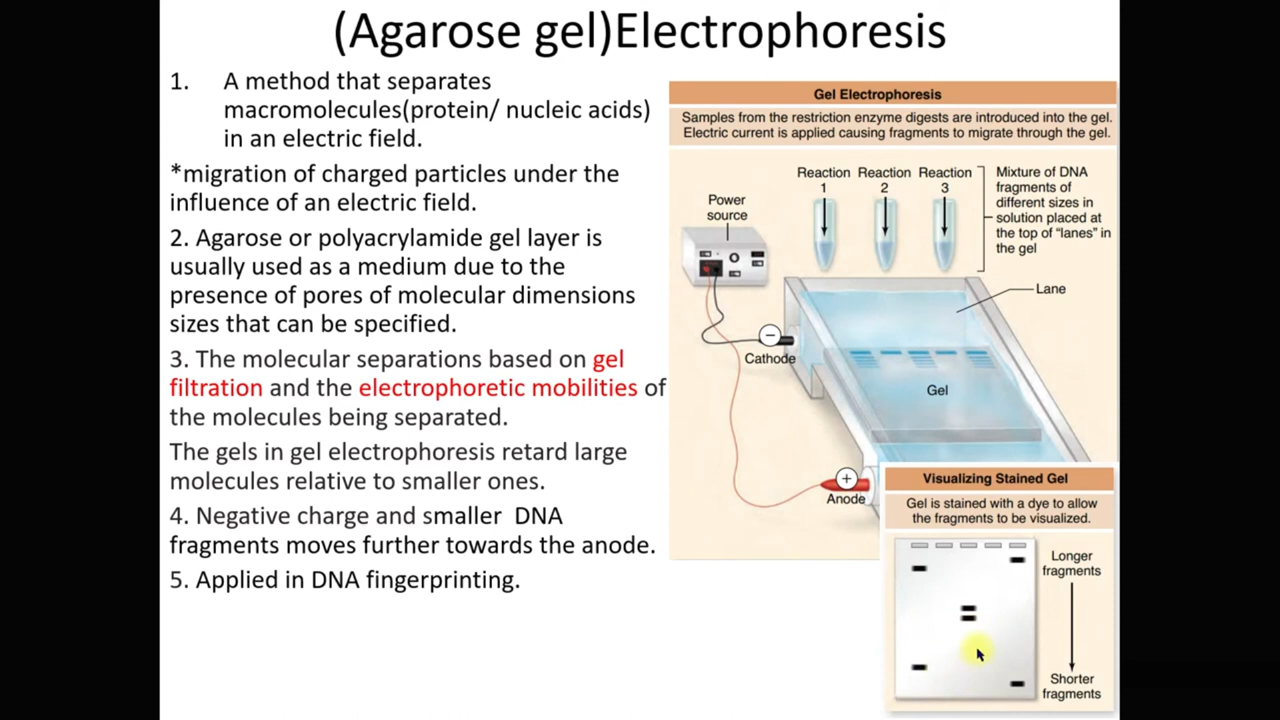 (Agarose gel)Electrophoresis
1. A method that separates
macromolecules(protein/ nucleic acids)
in an electric field.
*migration of charged particles under the
influence of an electric field.
2. Agarose or polyacrylamide gel layer is
usually used as a medium due to the
presence of pores of molecular dimensions
sizes that can be specified.
3. The molecular separations based on gel
filtration and the electrophoretic mobilities of
the molecules being separated.
The gels in gel electrophoresis retard large
molecules relative to smaller ones.
4. Negative charge and smaller DNA
fragments moves further towards the anode.
5. Applied in DNA fingerprinting.
Gel Electrophoresis
Samples from the restriction enzyme digests are introduced into the gel.
Electric current is applied causing fragments to migrate through the gel.
Power
source
Reaction
1
Reaction
2
Reaction
3
Mixture of DNA
fragments of
different sizes in
solution placed at
the top of “lanes” in
the gel
Lane
−
Cathode
Gel
+
Anode
Visualizing Stained Gel
Gel is stained with a dye to allow
the fragments to be visualized.
Longer
fragments
Shorter
fragments